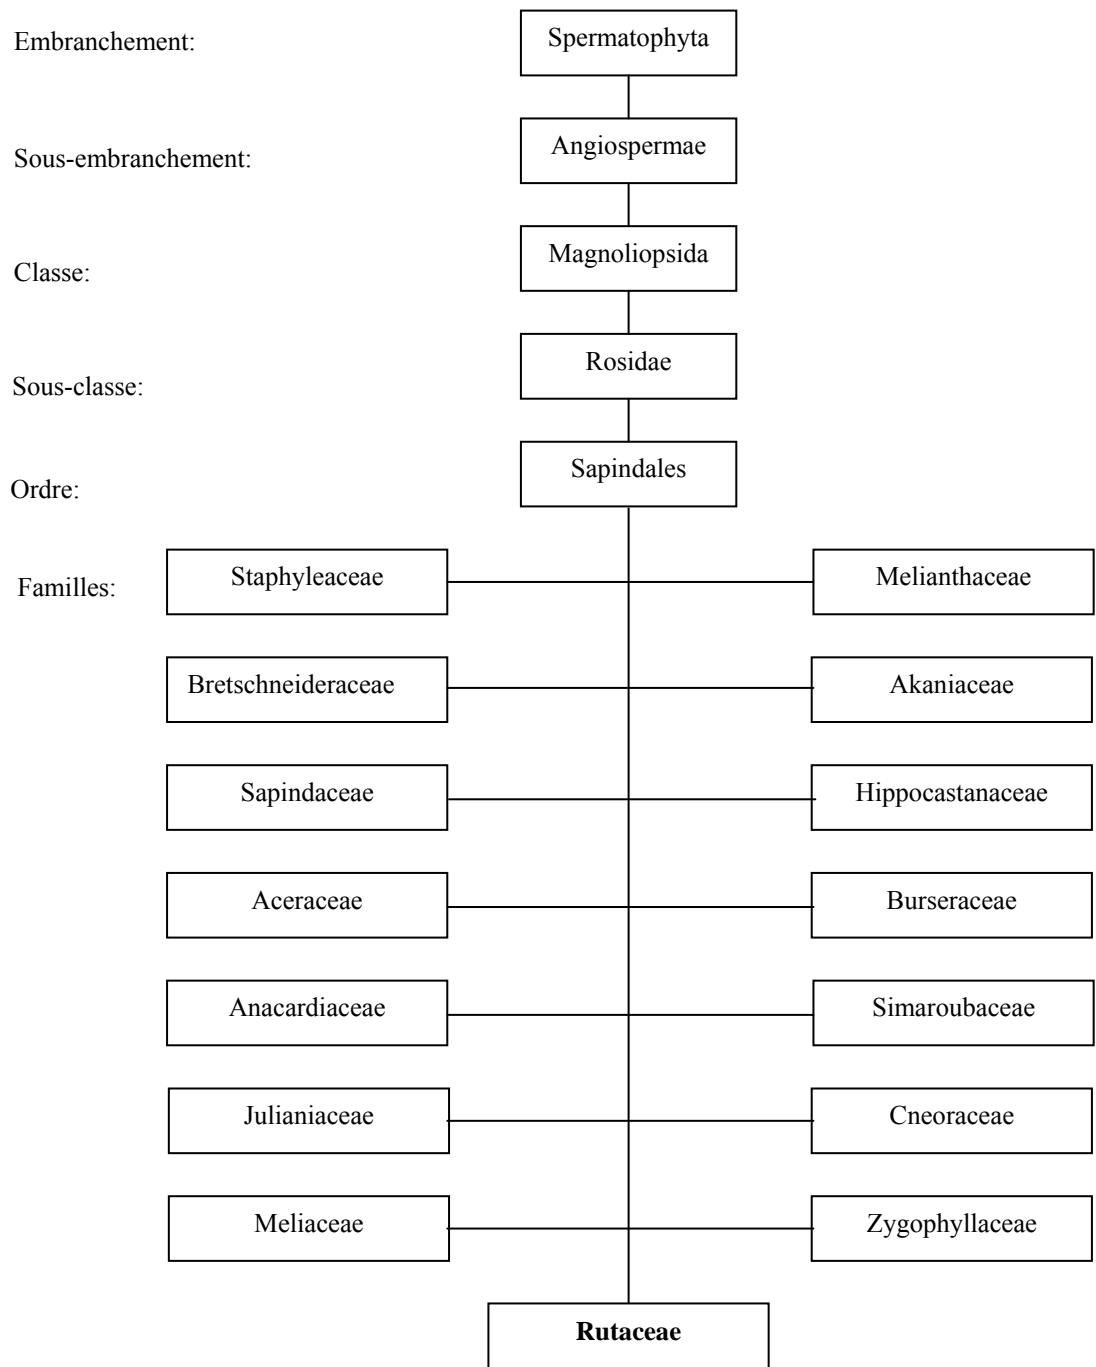 Embranchement:
Spermatophyta
Sous-embranchement:
Angiospermae
Classe:
Magnoliopsida
Sous-classe:
Rosidae
Ordre:
Sapindales
Familles:
Staphyleaceae
Melianthaceae
Bretschneideraceae
Akaniaceae
Sapindaceae
Hippocastanaceae
Aceraceae
Burseraceae
Anacardiaceae
Simaroubaceae
Julianiaceae
Cneoraceae
Meliaceae
Zygophyllaceae
Rutaceae